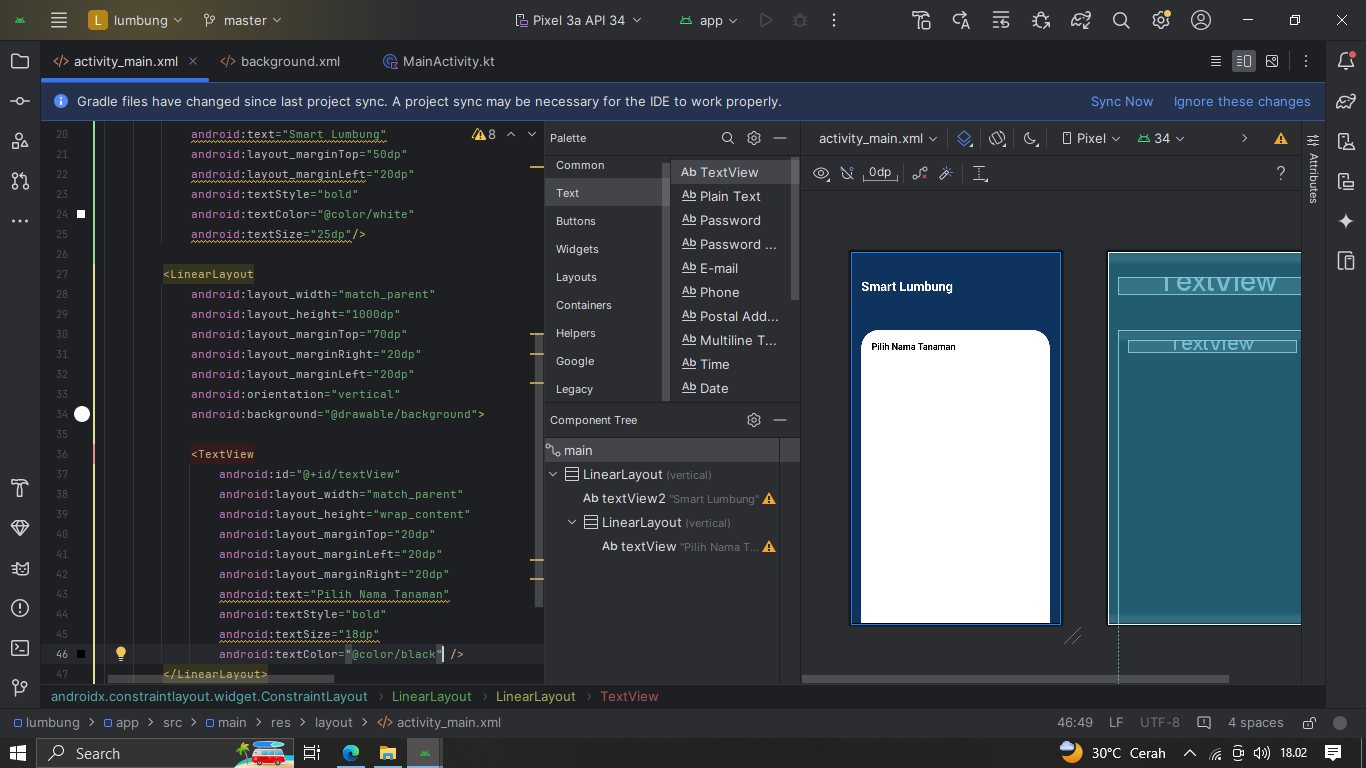 L lumbung master Pixel 3a API 34 app
activity_main.xml background.xml MainActivity.kt
Gradle files have changed since last project sync. A project sync may be necessary for the IDE to work properly. Sync Now Ignore these changes
20 android:text="Smart Lumbung" 8
21 android:layout_marginTop="50dp"
22 android:layout_marginLeft="20dp"
23 android:textStyle="bold"
24 android:textColor="@color/white"
25 android:textSize="25dp"/>
26
27 <LinearLayout
28 android:layout_width="match_parent"
29 android:layout_height="1000dp"
30 android:layout_marginTop="70dp"
31 android:layout_marginRight="20dp"
32 android:layout_marginLeft="20dp"
33 android:orientation="vertical"
34 android:background="@drawable/background">
35
36 <TextView
37 android:id="@+id/textView"
38 android:layout_width="match_parent"
39 android:layout_height="wrap_content"
40 android:layout_marginTop="20dp"
41 android:layout_marginLeft="20dp"
42 android:layout_marginRight="20dp"
43 android:text="Pilih Nama Tanaman"
44 android:textStyle="bold"
45 android:textSize="18dp"
46 android:textColor="@color/black" />
47 </LinearLayout>
Palette
Common
Text
Buttons
Widgets
Layouts
Containers
Helpers
Google
Legacy
Ab TextView
Ab Plain Text
Ab Password
Ab Password ...
Ab E-mail
Ab Phone
Ab Postal Add...
Ab Multiline T...
Ab Time
Ab Date
Component Tree
main
LinearLayout (vertical)
Ab textView2 "Smart Lumbung"
LinearLayout (vertical)
Ab textView "Pilih Nama T...
activity_main.xml Pixel 34
0dp ?
Attributes
Smart Lumbung
Pilih Nama Tanaman
TextView
TextView
androidx.constraintlayout.widget.ConstraintLayout > LinearLayout > LinearLayout > TextView
lumbung > app > src > main > res > layout > activity_main.xml 46:49 LF UTF-8 4 spaces
Search 30°C Cerah 18.02